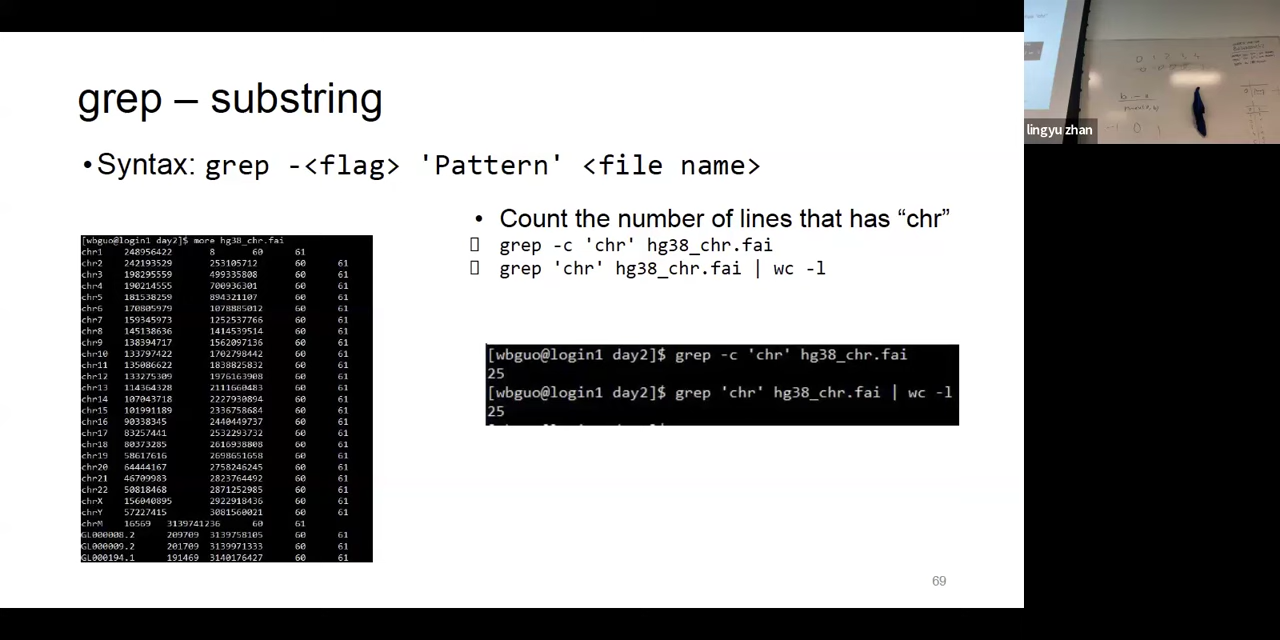 grep – substring
•Syntax: grep -<flag> 'Pattern' <file name>
• Count the number of lines that has “chr”
grep -c 'chr' hg38_chr.fai
grep 'chr' hg38_chr.fai | wc -l
[wbguo@login1 day2]$ more hg38_chr.fai
chr1 248956422 8 60 61
chr2 242193529 253105712 60 61
chr3 198295559 499335808 60 61
chr4 190214555 700936301 60 61
chr5 181538259 894321107 60 61
chr6 170805979 1078885012 60 61
chr7 159345973 1252537766 60 61
chr8 145138636 1414539514 60 61
chr9 138394717 1562097136 60 61
chr10 133797422 1702798442 60 61
chr11 135086622 1838825832 60 61
chr12 133275309 1976163908 60 61
chr13 114364328 2111660483 60 61
chr14 107043718 2227930894 60 61
chr15 101991189 2336758684 60 61
chr16 90338345 2440449737 60 61
chr17 83257441 2532293732 60 61
chr18 80373285 2616938808 60 61
chr19 58617616 2698651658 60 61
chr20 64444167 2758246245 60 61
chr21 46709983 2823764492 60 61
chr22 50818468 2871252985 60 61
chrX 156040895 2922918436 60 61
chrY 57227415 3081560021 60 61
chrM 16569 3139741236 60 61
GL000008.2 209709 3139758105 60 61
GL000009.2 201709 3139971333 60 61
GL000194.1 191469 3140176427 60 61
[wbguo@login1 day2]$ grep -c 'chr' hg38_chr.fai
25
[wbguo@login1 day2]$ grep 'chr' hg38_chr.fai | wc -l
25
69
lingyu zhan